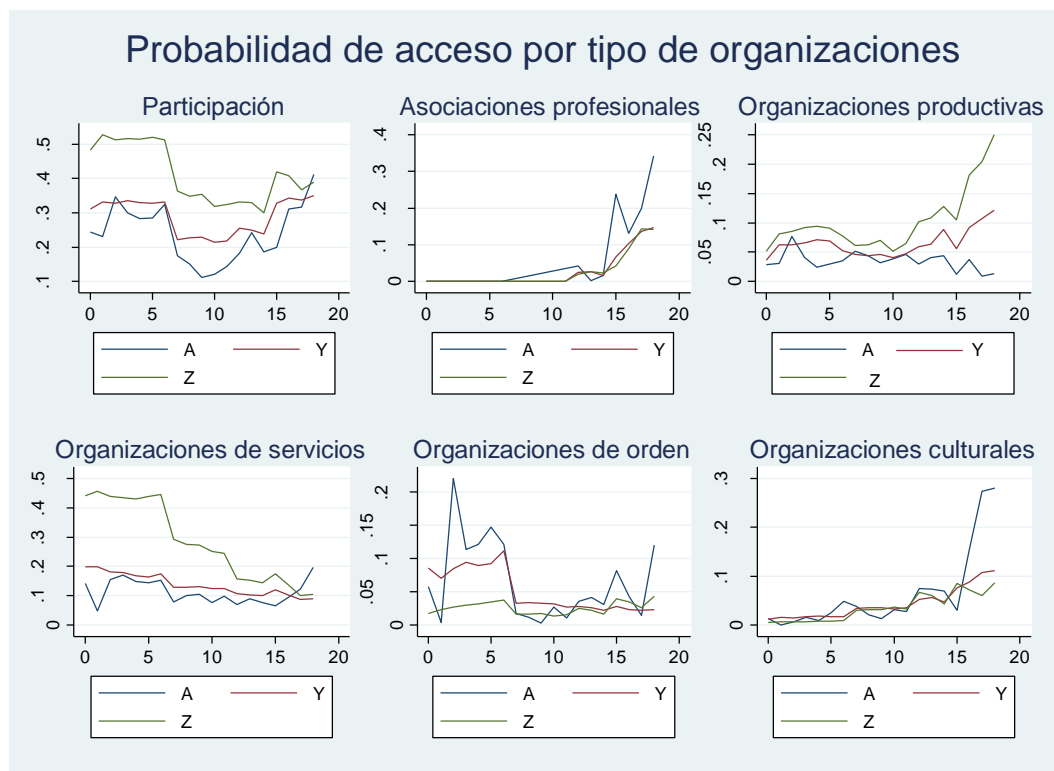 Probabilidad de acceso por tipo de organizaciones
Participación
.5
.4
.3
.2
.1
0 5 10 15 20
A Y
Z
Asociaciones profesionales
.4
.3
.2
.1
0
0 5 10 15 20
A Y
Z
Organizaciones productivas
.25
.2
.15
.1
.05
0
0 5 10 15 20
A Y
Z
Organizaciones de servicios
.5
.4
.3
.2
.1
0
0 5 10 15 20
A Y
Z
Organizaciones de orden
.2
.15
.1
.05
0
0 5 10 15 20
A Y
Z
Organizaciones culturales
.3
.2
.1
0
0 5 10 15 20
A Y
Z